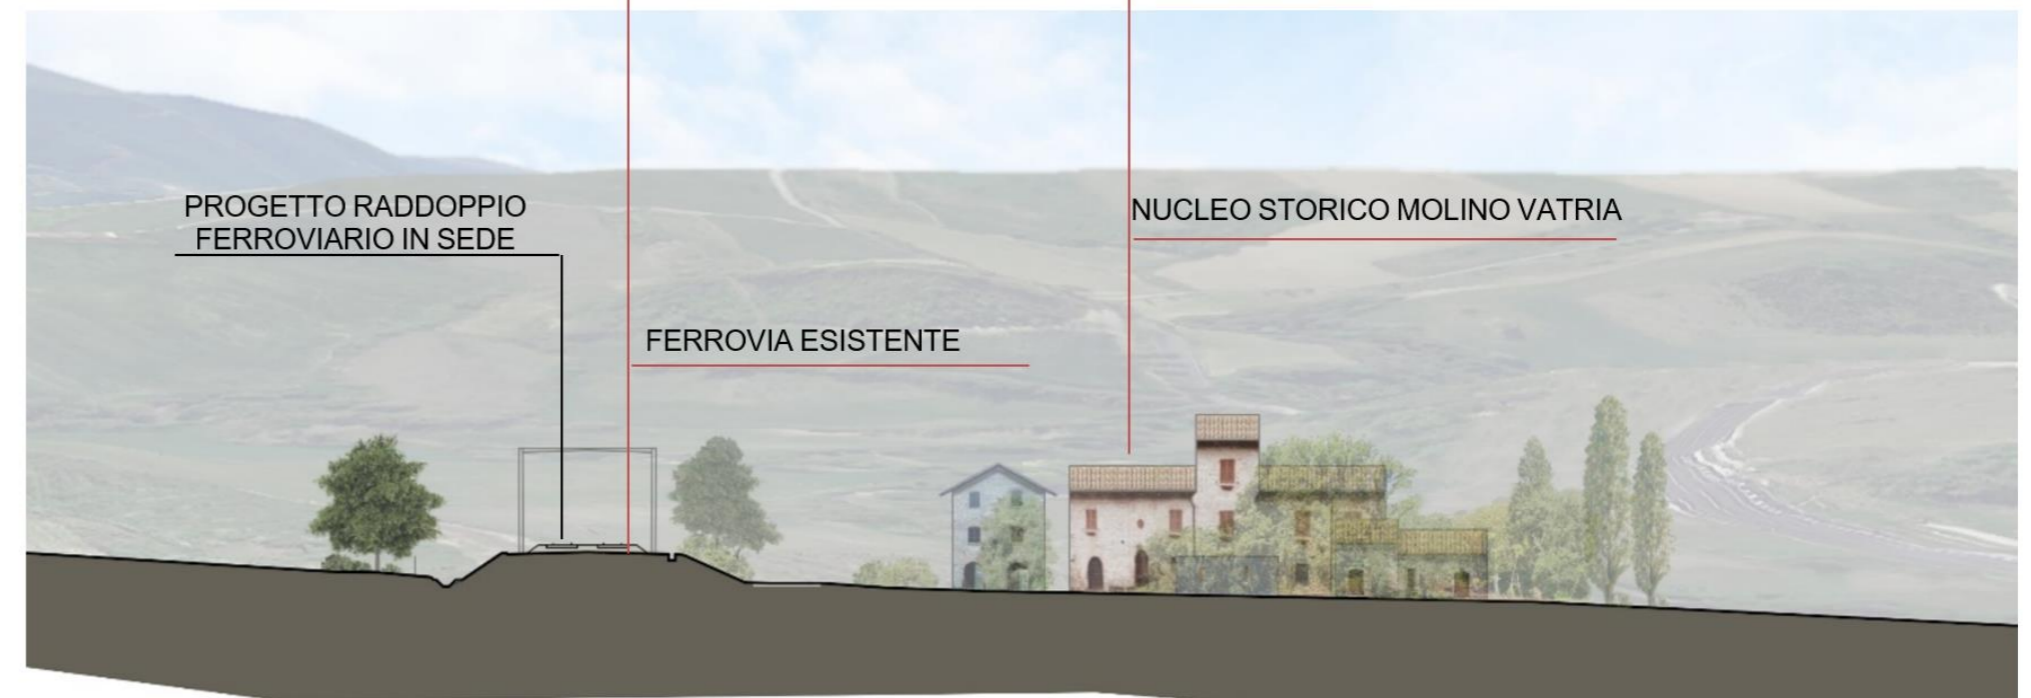 PROGETTO RADDOPPIO
FERROVIARIO IN SEDE
NUCLEO STORICO MOLINO VATRIA
FERROVIA ESISTENTE